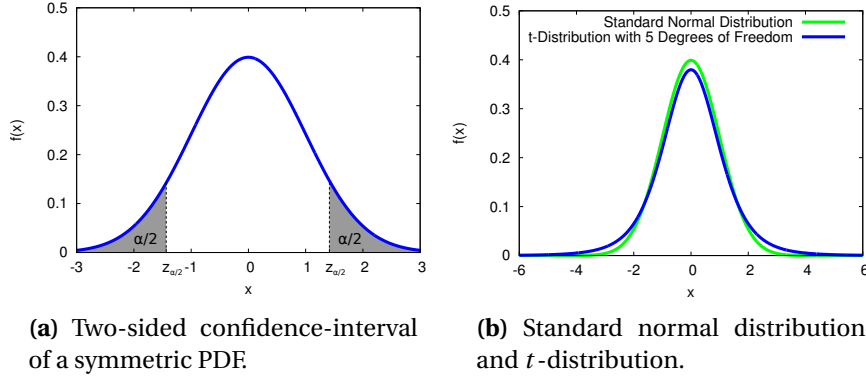 0.5
0.4
0.3
0.2
0.1
0
f(x)
α/2
α/2
-3
-2
z α/2
-1
0
1
z α/2
2
3
x
Standard Normal Distribution
t-Distribution with 5 Degrees of Freedom
0.5
0.4
0.3
0.2
0.1
0
f(x)
-6
-4
-2
0
2
4
6
x
(a) Two-sided confidence-interval
of a symmetric PDF.
(b) Standard normal distribution
and t-distribution.